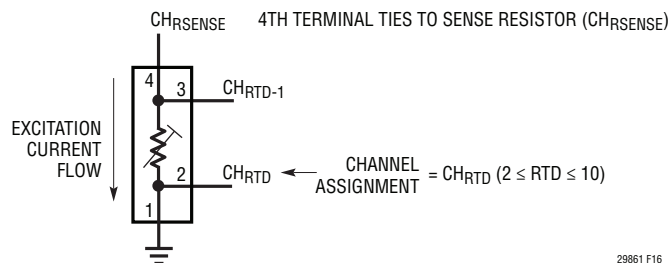 CHRSENSE 4TH TERMINAL TIES TO SENSE RESISTOR (CHRSENSE)
4
3 CHRTD-1
EXCITATION
CURRENT
FLOW
2 CHRTD
CHANNEL
ASSIGNMENT = CHRTD (2 ≤ RTD ≤ 10)
1
29861 F16